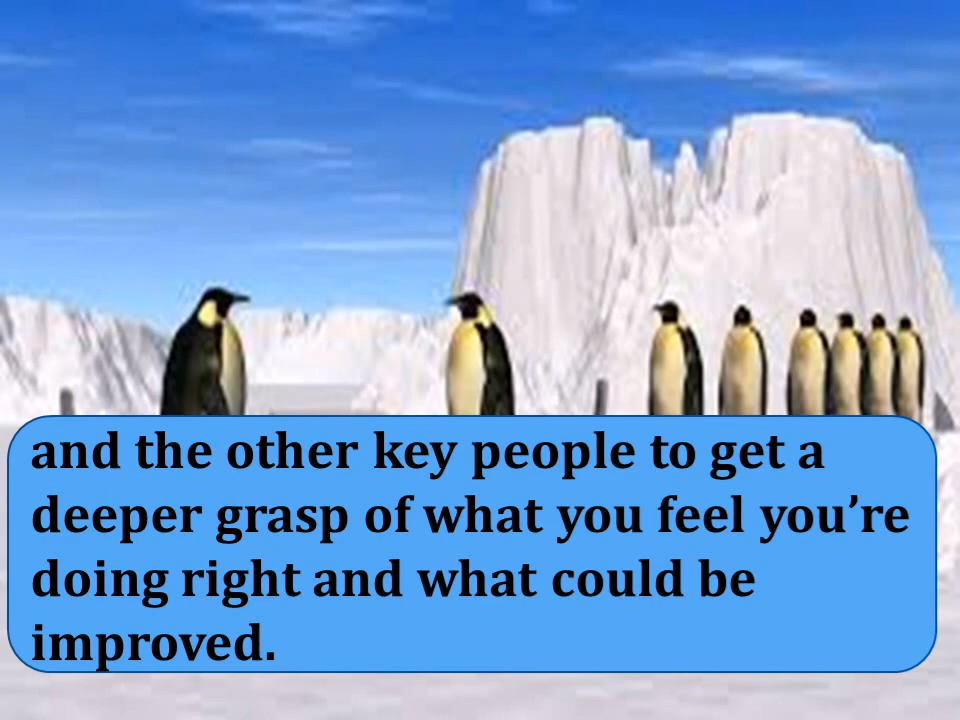 and the other key people to get a
deeper grasp of what you feel you’re
doing right and what could be
improved.